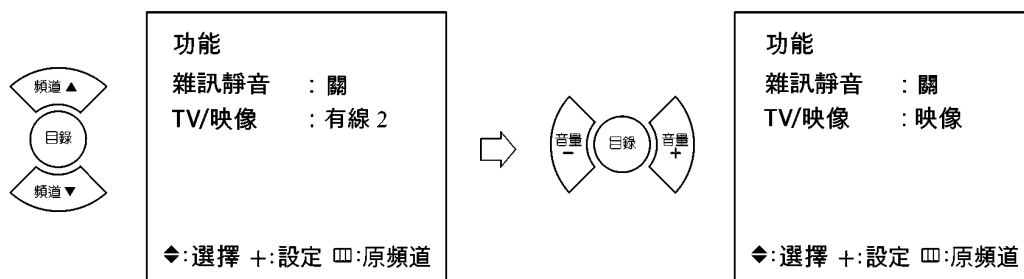 頻道▲
目錄
頻道▼
功能
雜訊靜音 : 關
TV/映像 : 有線 2
◆:選擇 +:設定 Ⅲ:原頻道
音量
−
目錄
音量
+
功能
雜訊靜音 : 關
TV/映像 : 映像
◆:選擇 +:設定 Ⅲ:原頻道